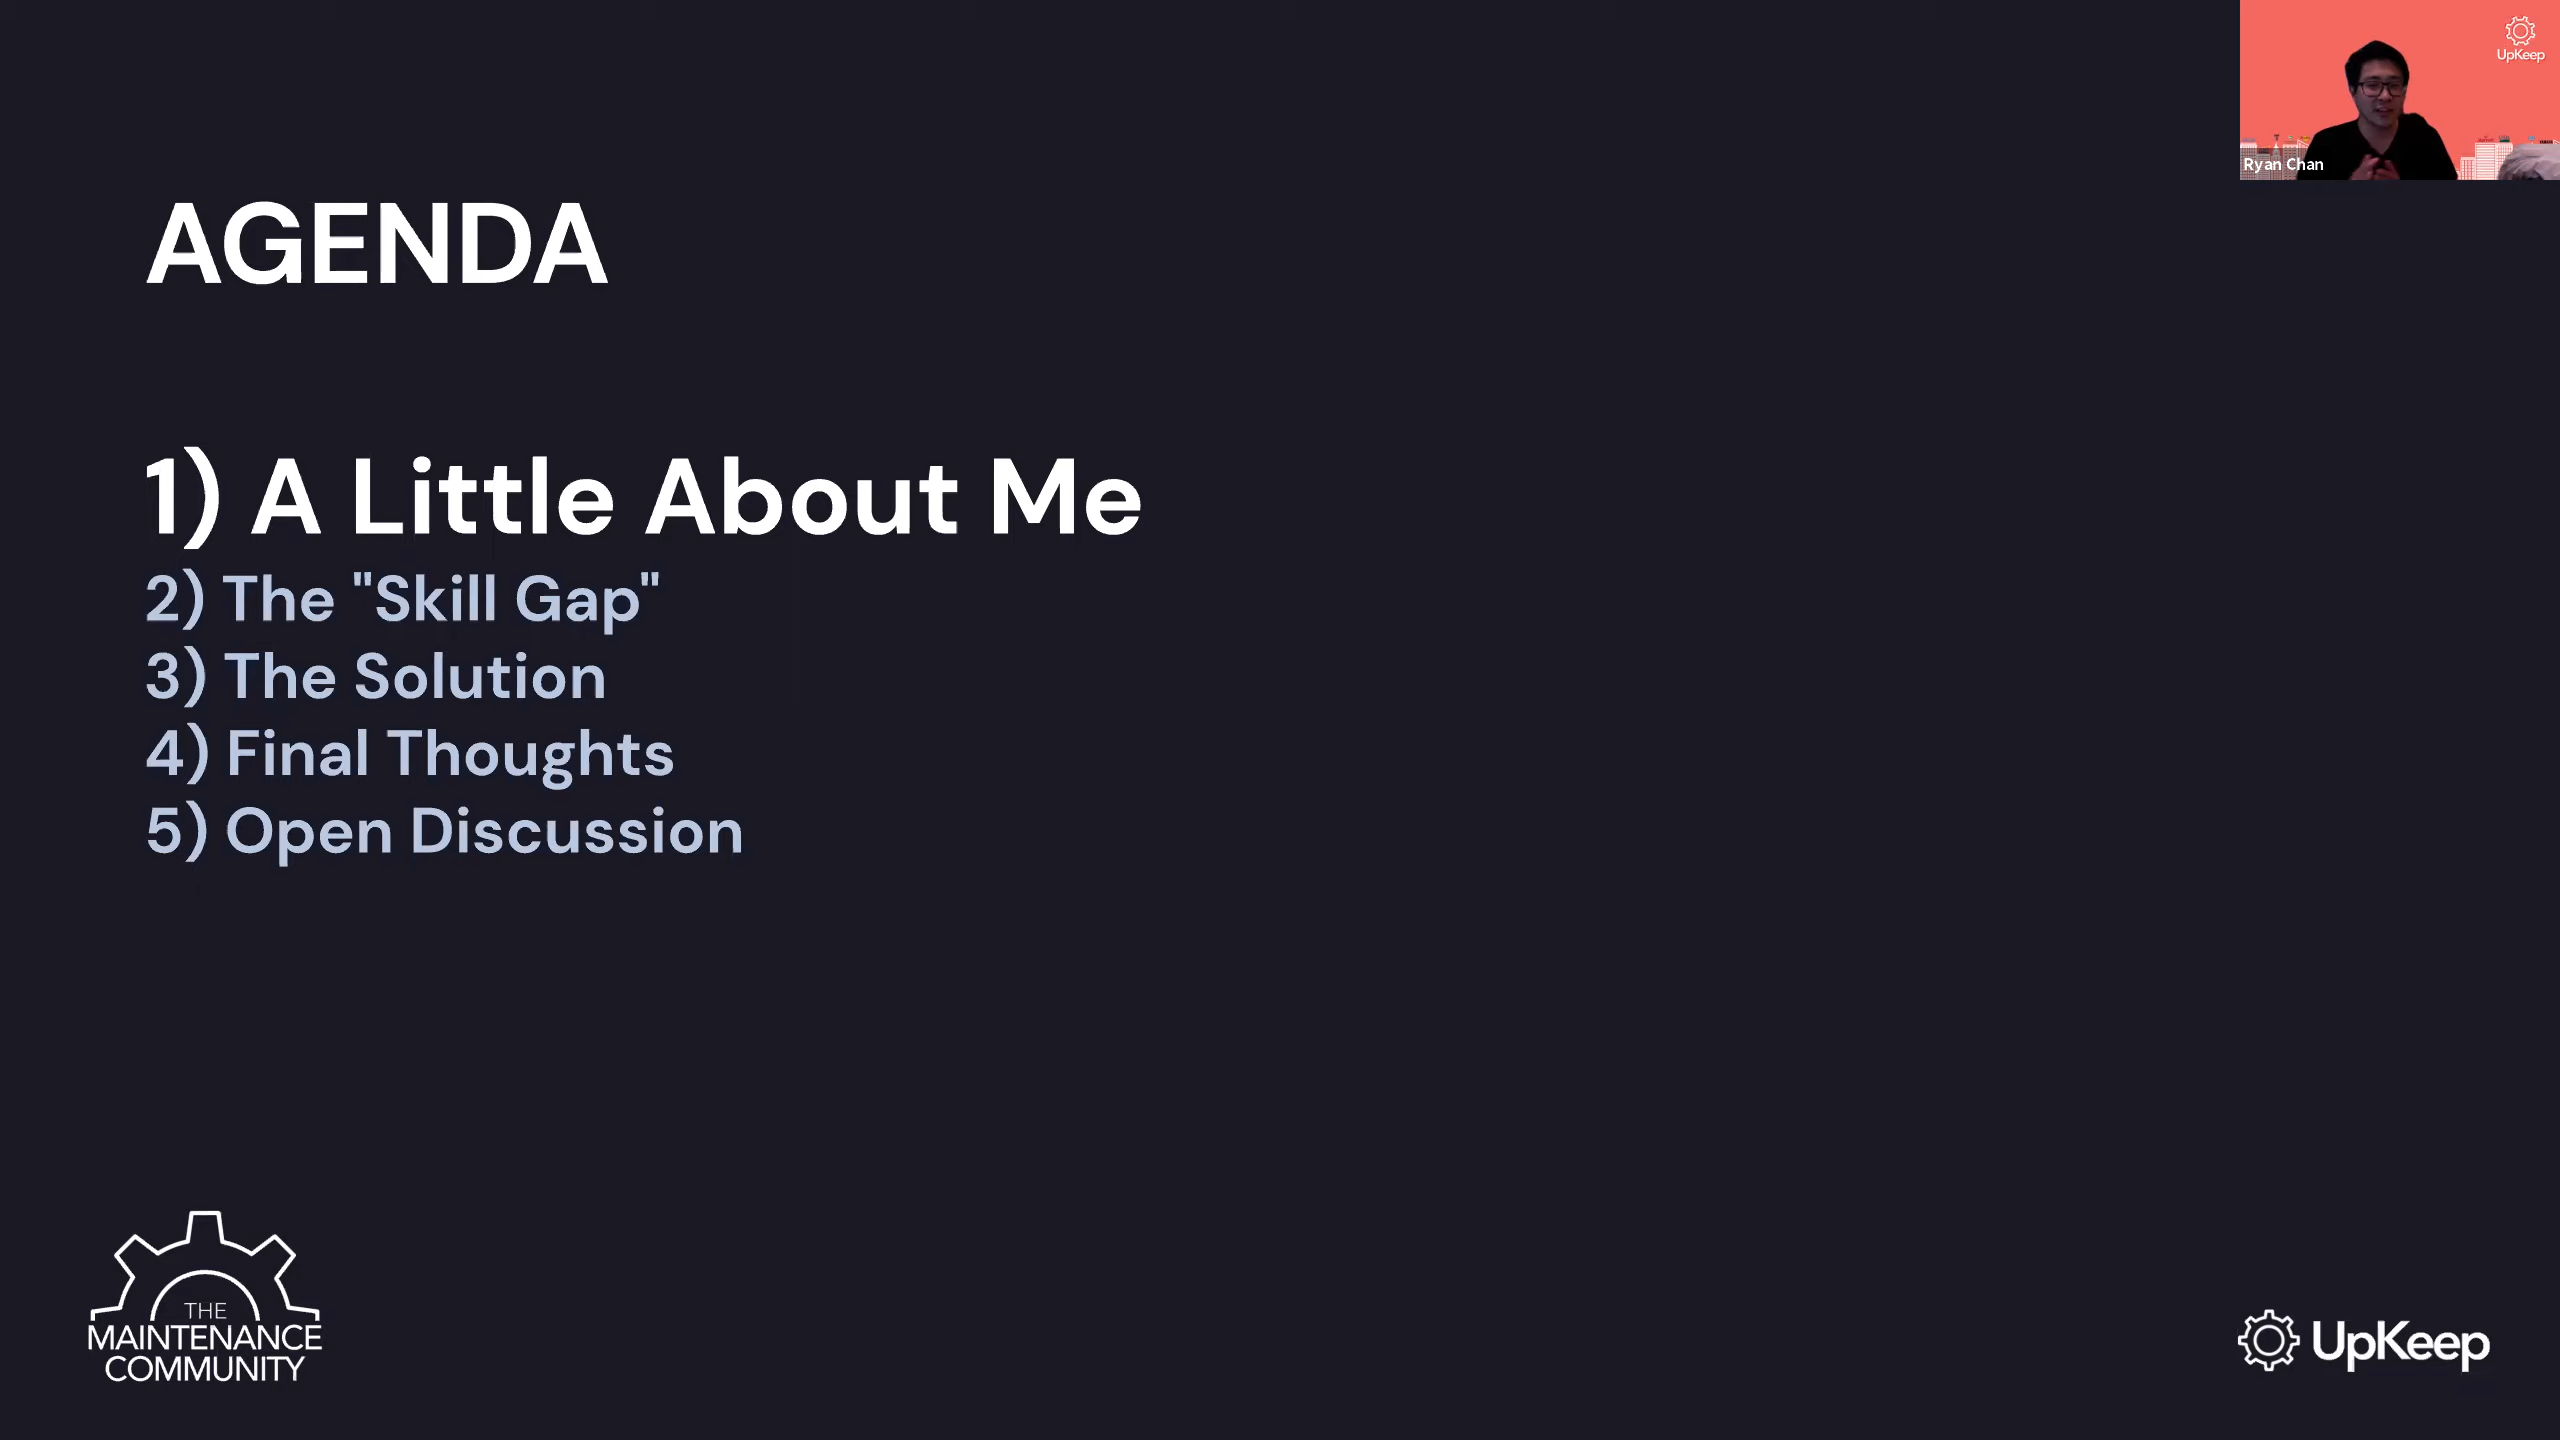 UpKeep
Ryan Chan
AGENDA
1) A Little About Me
2) The "Skill Gap"
3) The Solution
4) Final Thoughts
5) Open Discussion
THE
MAINTENANCE
COMMUNITY
UpKeep